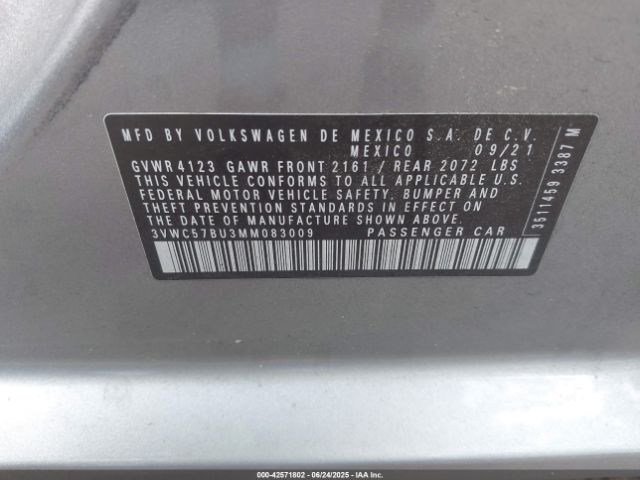 MFD BY VOLKSWAGEN DE MEXICO S.A. DE C.V.
MEXICO 09/21
GVWR 4123 GAWR FRONT 2161 / REAR 2072 LBS
THIS VEHICLE CONFORMS TO ALL APPLICABLE U.S.
FEDERAL MOTOR VEHICLE SAFETY, BUMPER AND
THEFT PREVENTION STANDARDS IN EFFECT ON
THE DATE OF MANUFACTURE SHOWN ABOVE.
3VWC57BU3MM083009 PASSENGER CAR
3511499 3387 M
000-42571802 - 06/24/2025 - IAA Inc.